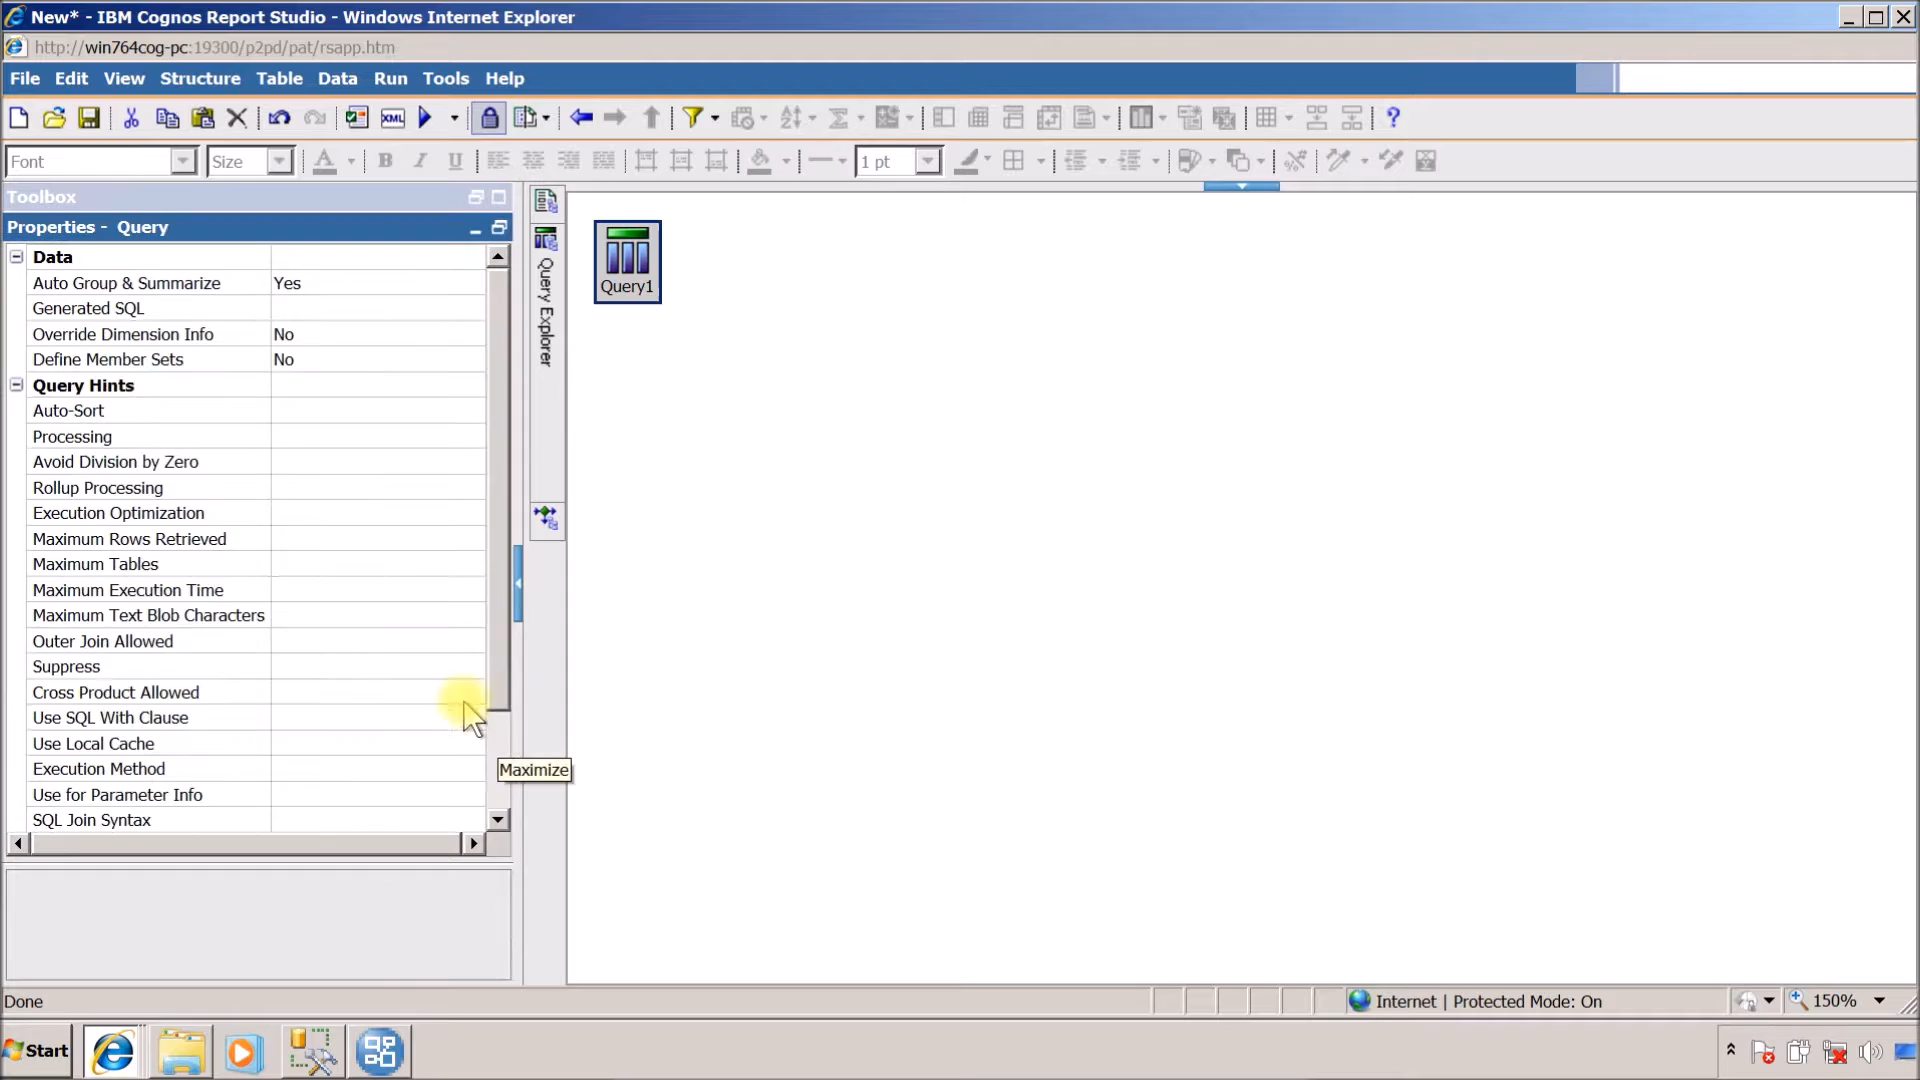 New* - IBM Cognos Report Studio - Windows Internet Explorer
http://win764cog-pc:19300/p2pd/pat/rsapp.htm
File Edit View Structure Table Data Run Tools Help
XML
Font Size B I U 1 pt
Toolbox
Properties - Query
Data
Auto Group & Summarize Yes
Generated SQL
Override Dimension Info No
Define Member Sets No
Query Hints
Auto-Sort
Processing
Avoid Division by Zero
Rollup Processing
Execution Optimization
Maximum Rows Retrieved
Maximum Tables
Maximum Execution Time
Maximum Text Blob Characters
Outer Join Allowed
Suppress
Cross Product Allowed
Use SQL With Clause
Use Local Cache
Execution Method
Use for Parameter Info
SQL Join Syntax
Maximize
Query Explorer
Query1
Done
Internet | Protected Mode: On
150%
Start